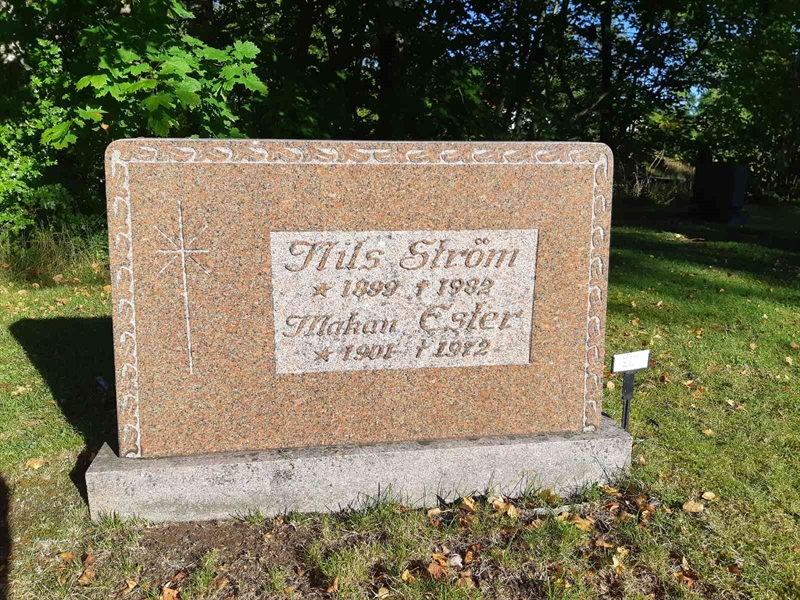 Nils Ström
* 1899 † 1982
Makan Ester
* 1901 † 1972